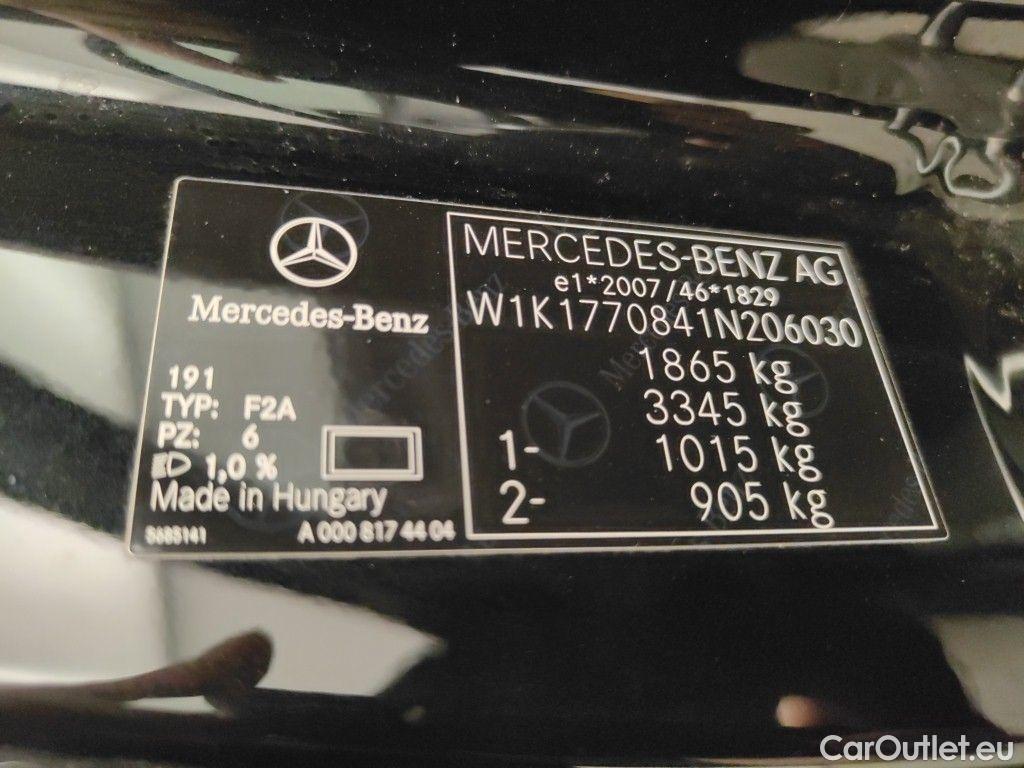 Mercedes-Benz
191
TYP: F2A
PZ: 6
1,0 %
Made in Hungary
A 000 817 44 04
MERCEDES-BENZ AG
e1*2007/46*1829
W1K1770841N206030
1865 kg
3345 kg
1- 1015 kg
2- 905 kg
CarOutlet.eu